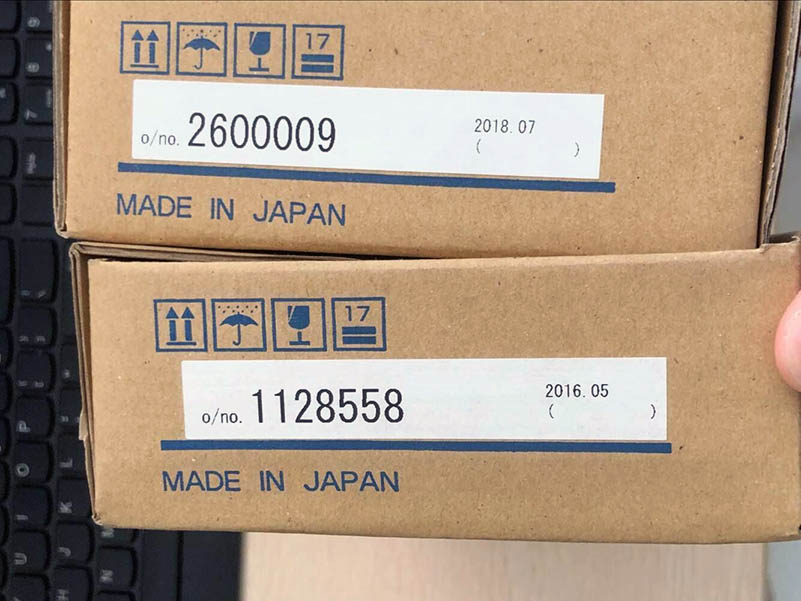 17
o/no. 2600009
2018. 07
( )
MADE IN JAPAN
17
o/no. 1128558
2016. 05
( )
MADE IN JAPAN